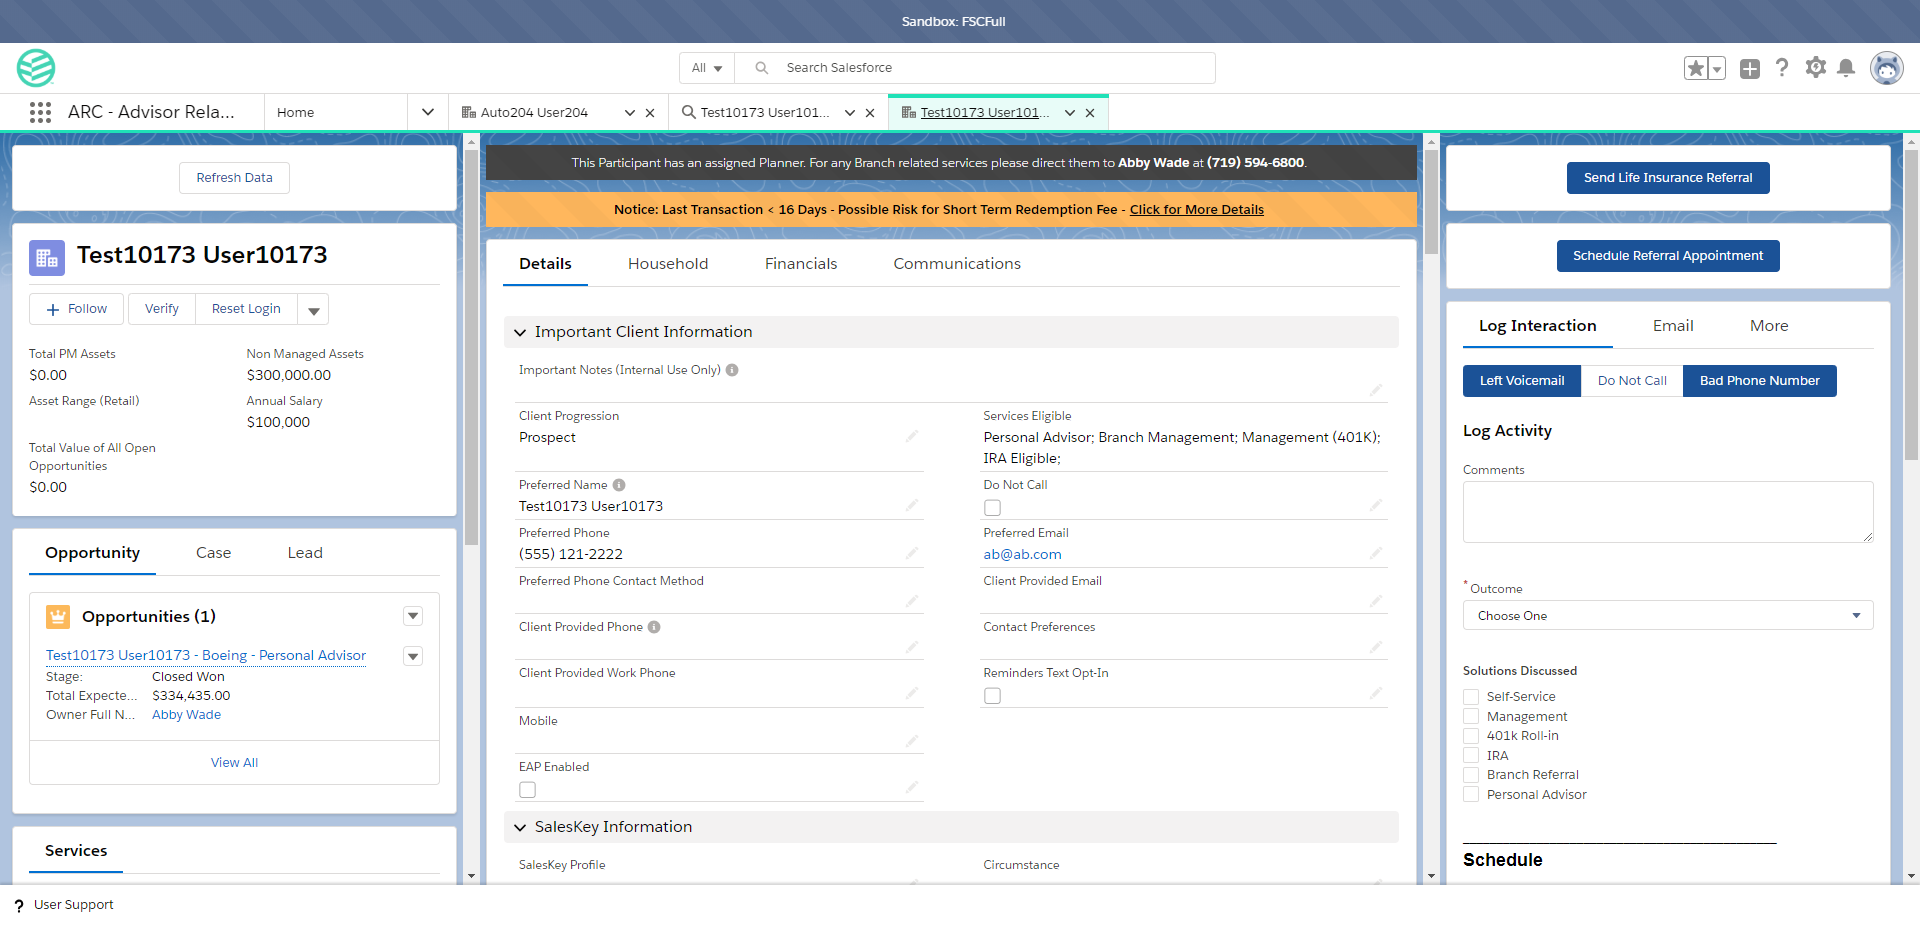 Sandbox: FSCFull
All
Search Salesforce
ARC - Advisor Rela...
Home
Auto204 User204
Test10173 User101...
Test10173 User101...
Refresh Data
Test10173 User10173
Follow
Verify
Reset Login
Total PM Assets
$0.00
Non Managed Assets
$300,000.00
Asset Range (Retail)
Annual Salary
$100,000
Total Value of All Open
Opportunities
$0.00
Opportunity
Case
Lead
Opportunities (1)
Test10173 User10173 - Boeing - Personal Advisor
Stage: Closed Won
Total Expecte... $334,435.00
Owner Full N... Abby Wade
View All
Services
This Participant has an assigned Planner. For any Branch related services please direct them to Abby Wade at (719) 594-6800.
Notice: Last Transaction < 16 Days - Possible Risk for Short Term Redemption Fee - Click for More Details
Details
Household
Financials
Communications
Important Client Information
Important Notes (Internal Use Only)
Client Progression
Prospect
Services Eligible
Personal Advisor; Branch Management; Management (401K);
IRA Eligible;
Preferred Name
Test10173 User10173
Do Not Call
Preferred Phone
(555) 121-2222
Preferred Email
ab@ab.com
Preferred Phone Contact Method
Client Provided Email
Client Provided Phone
Contact Preferences
Client Provided Work Phone
Reminders Text Opt-In
Mobile
EAP Enabled
SalesKey Information
SalesKey Profile
Circumstance
Send Life Insurance Referral
Schedule Referral Appointment
Log Interaction
Email
More
Left Voicemail
Do Not Call
Bad Phone Number
Log Activity
Comments
* Outcome
Choose One
Solutions Discussed
Self-Service
Management
401k Roll-in
IRA
Branch Referral
Personal Advisor
Schedule
? User Support